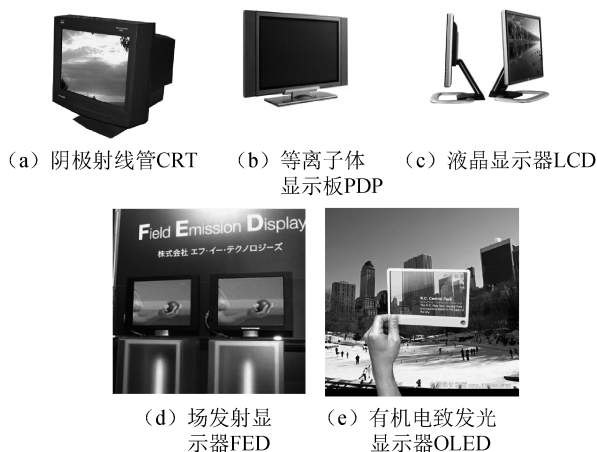 (a) 阴极射线管CRT
(b) 等离子体
显示板PDP
(c) 液晶显示器LCD
Field Emission Display
株式会社 エフ・イー・テクノロジーズ
N.C. Central Park
(d) 场发射显
示器FED
(e) 有机电致发光
显示器OLED